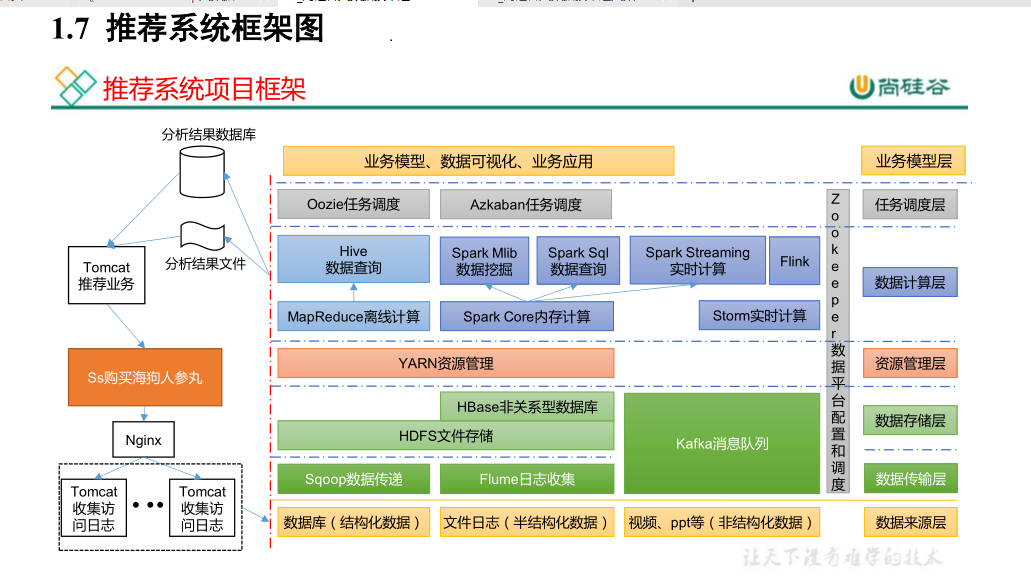 1.7 推荐系统框架图
推荐系统项目框架
尚硅谷
分析结果数据库
业务模型、数据可视化、业务应用
业务模型层
Oozie任务调度
Azkaban任务调度
任务调度层
分析结果文件
Tomcat
推荐业务
Hive
数据查询
Spark Mlib
数据挖掘
Spark Sql
数据查询
Spark Streaming
实时计算
Flink
数据计算层
MapReduce离线计算
Spark Core内存计算
Storm实时计算
Zookeeper数据平台配置和调度
Ss购买海狗人参丸
YARN资源管理
资源管理层
HBase非关系型数据库
HDFS文件存储
Kafka消息队列
数据存储层
Nginx
Sqoop数据传递
Flume日志收集
数据传输层
Tomcat
收集访
问日志
•••
Tomcat
收集访
问日志
数据库（结构化数据）
文件日志（半结构化数据）
视频、ppt等（非结构化数据）
数据来源层
让天下没有难学的技术